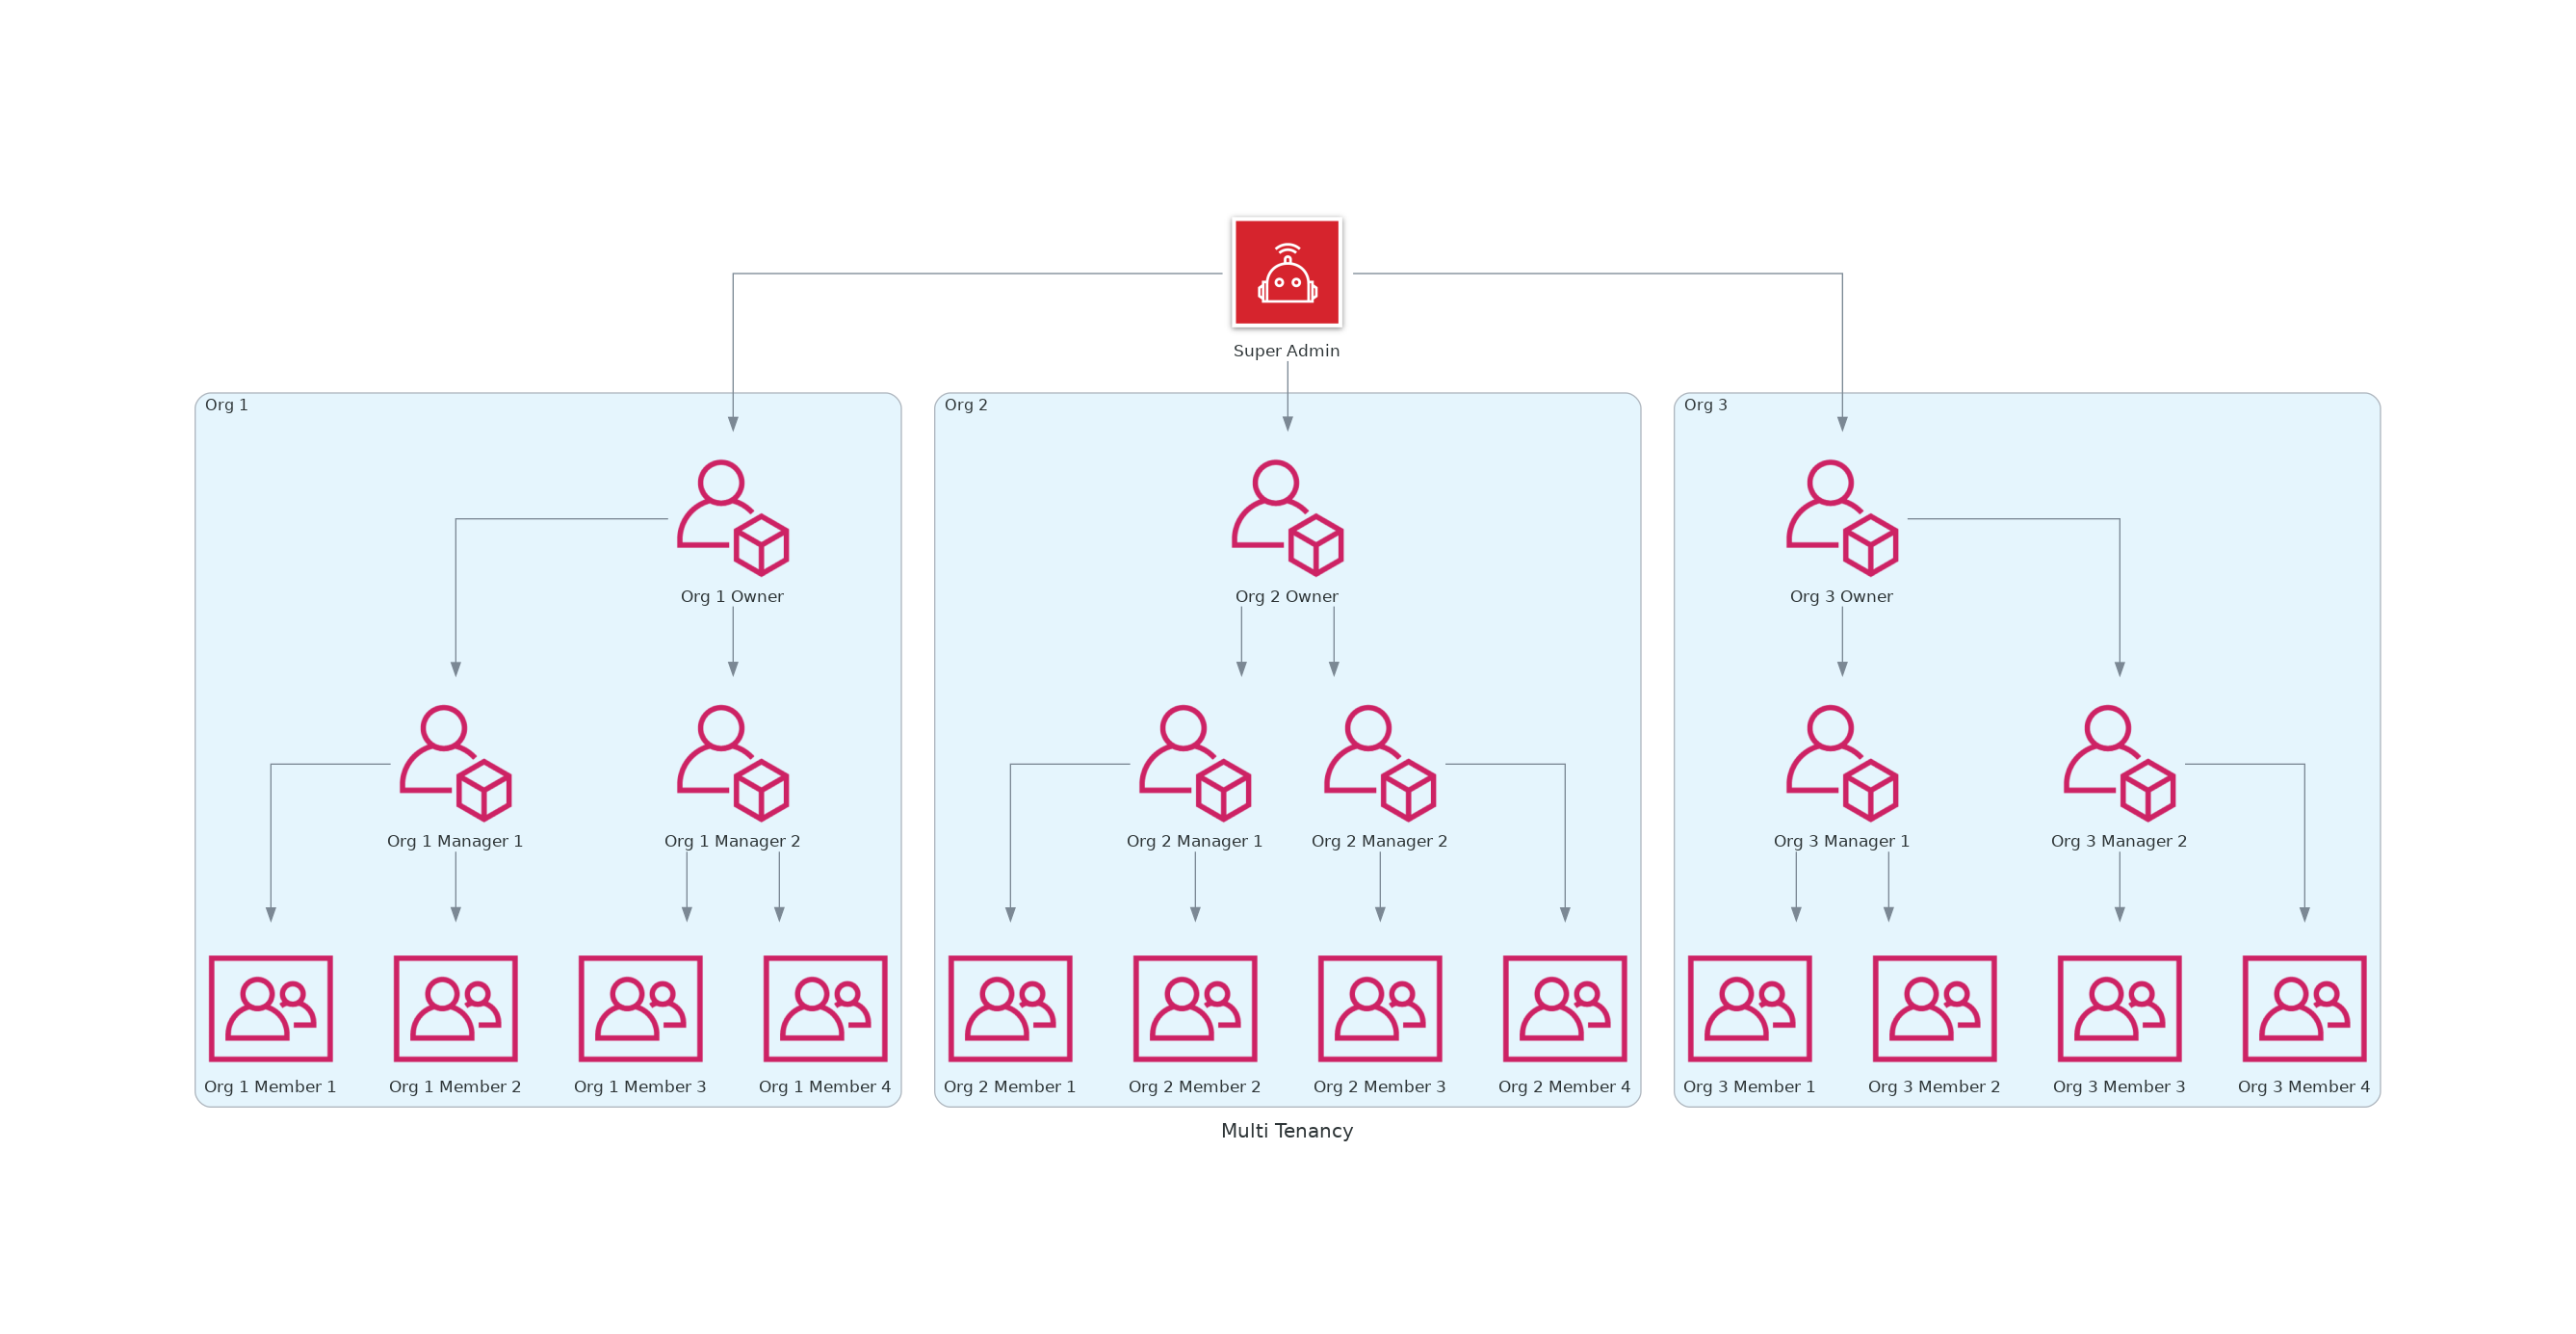 Super Admin
Org 1
Org 2
Org 3
Org 1 Owner
Org 2 Owner
Org 3 Owner
Org 1 Manager 1
Org 1 Manager 2
Org 2 Manager 1
Org 2 Manager 2
Org 3 Manager 1
Org 3 Manager 2
Org 1 Member 1
Org 1 Member 2
Org 1 Member 3
Org 1 Member 4
Org 2 Member 1
Org 2 Member 2
Org 2 Member 3
Org 2 Member 4
Org 3 Member 1
Org 3 Member 2
Org 3 Member 3
Org 3 Member 4
Multi Tenancy